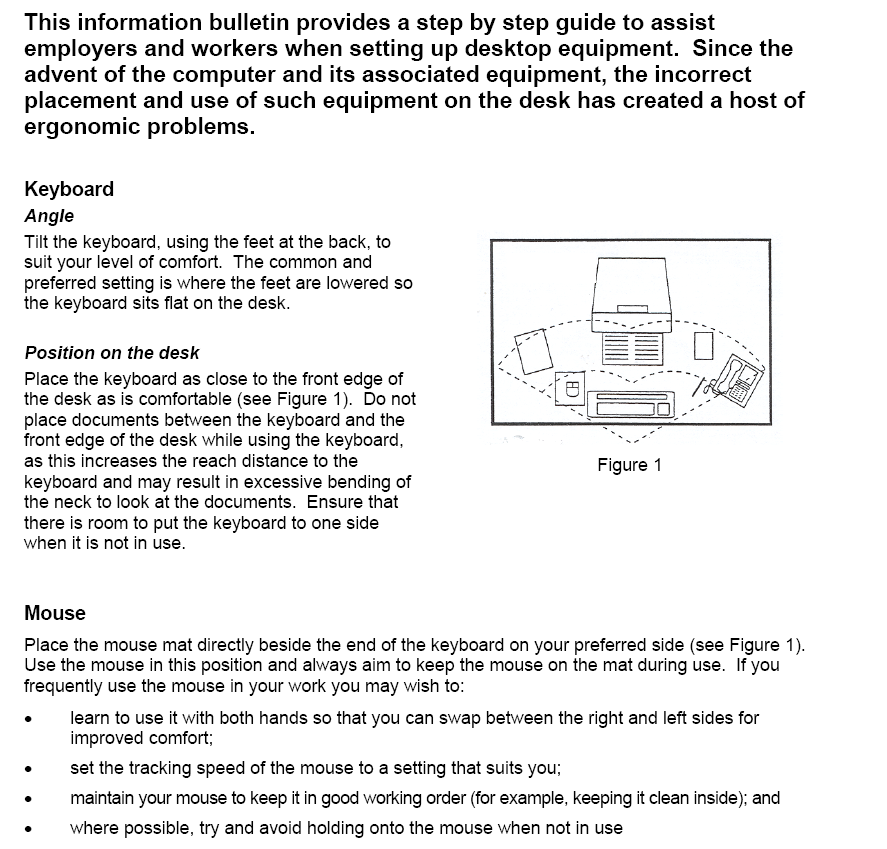 This information bulletin provides a step by step guide to assist
employers and workers when setting up desktop equipment.  Since the
advent of the computer and its associated equipment, the incorrect
placement and use of such equipment on the desk has created a host of
ergonomic problems.
Keyboard
Angle
Tilt the keyboard, using the feet at the back, to
suit your level of comfort.  The common and
preferred setting is where the feet are lowered so
the keyboard sits flat on the desk.
Position on the desk
Place the keyboard as close to the front edge of
the desk as is comfortable (see Figure 1).  Do not
place documents between the keyboard and the
front edge of the desk while using the keyboard,
as this increases the reach distance to the
keyboard and may result in excessive bending of
the neck to look at the documents.  Ensure that
there is room to put the keyboard to one side
when it is not in use.
Figure 1
Mouse
Place the mouse mat directly beside the end of the keyboard on your preferred side (see Figure 1).
Use the mouse in this position and always aim to keep the mouse on the mat during use.  If you
frequently use the mouse in your work you may wish to:
• learn to use it with both hands so that you can swap between the right and left sides for
improved comfort;
• set the tracking speed of the mouse to a setting that suits you;
• maintain your mouse to keep it in good working order (for example, keeping it clean inside); and
• where possible, try and avoid holding onto the mouse when not in use